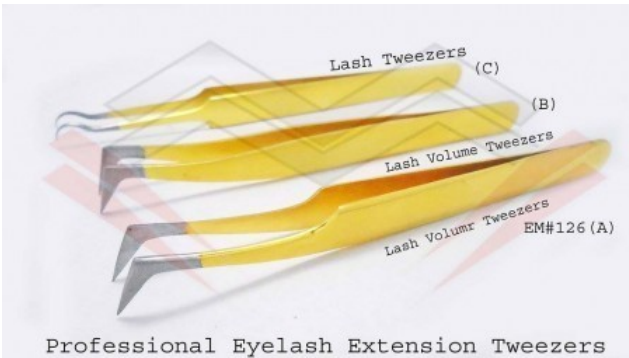 Lash Tweezers
(C)
(B)
Lash Volume Tweezers
Lash Volumr Tweezers
EM#126(A)
Professional Eyelash Extension Tweezers